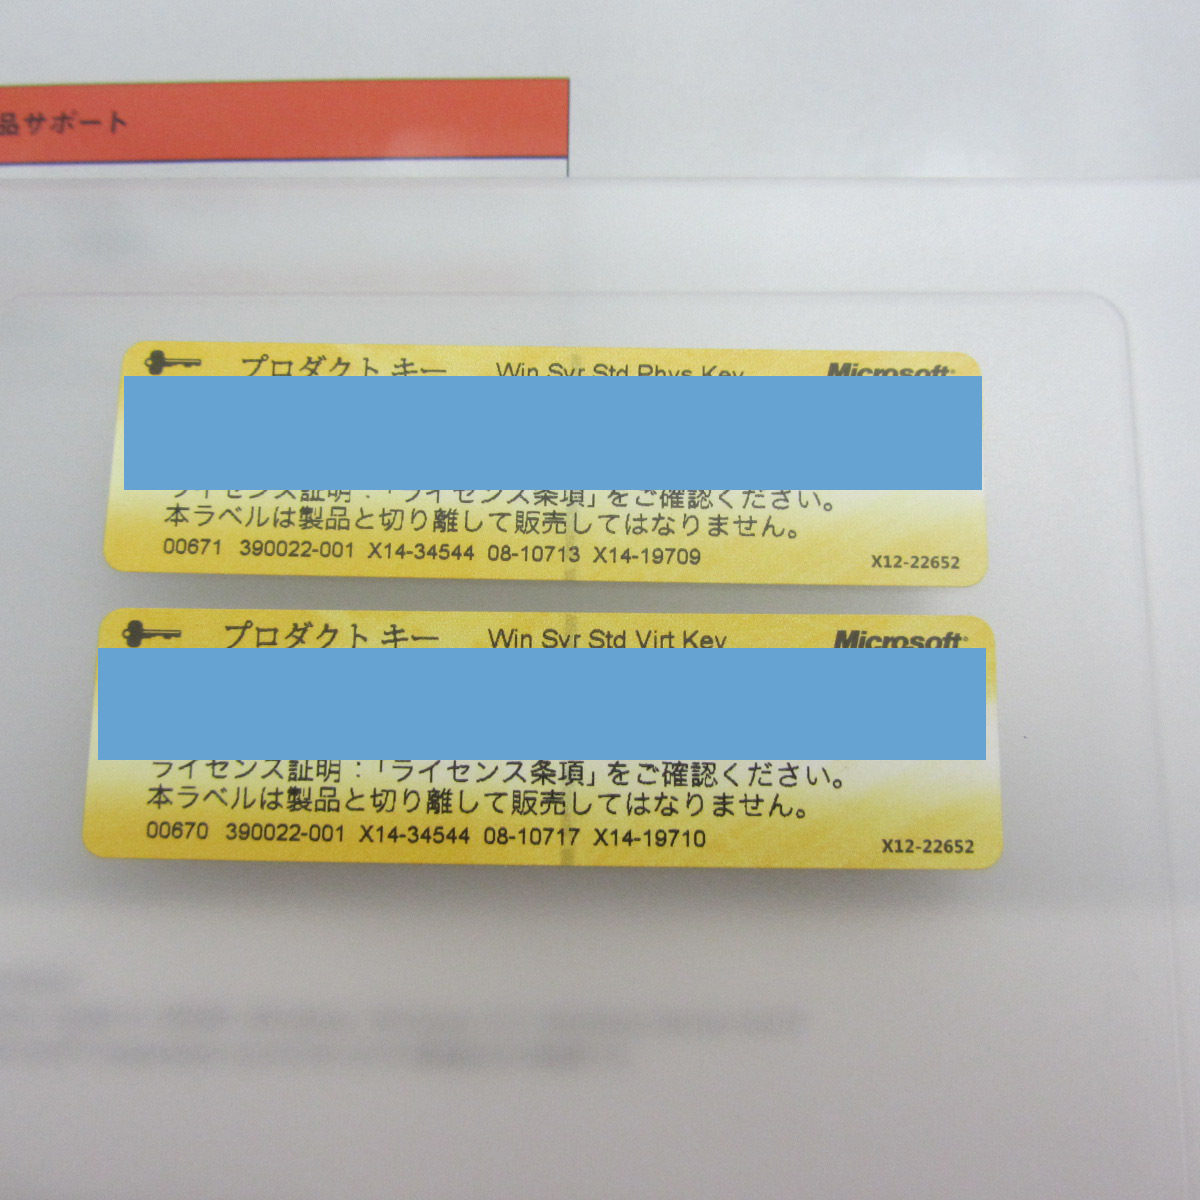 品サポート
プロダクト キー Win Svr Std Phys Key Microsoft
ライセンス証明：「ライセンス条項」をご確認ください。
本ラベルは製品と切り離して販売してはなりません。
00671 390022-001 X14-34544 08-10713 X14-19709 X12-22652
プロダクト キー Win Svr Std Virt Key Microsoft
ライセンス証明：「ライセンス条項」をご確認ください。
本ラベルは製品と切り離して販売してはなりません。
00670 390022-001 X14-34544 08-10717 X14-19710 X12-22652